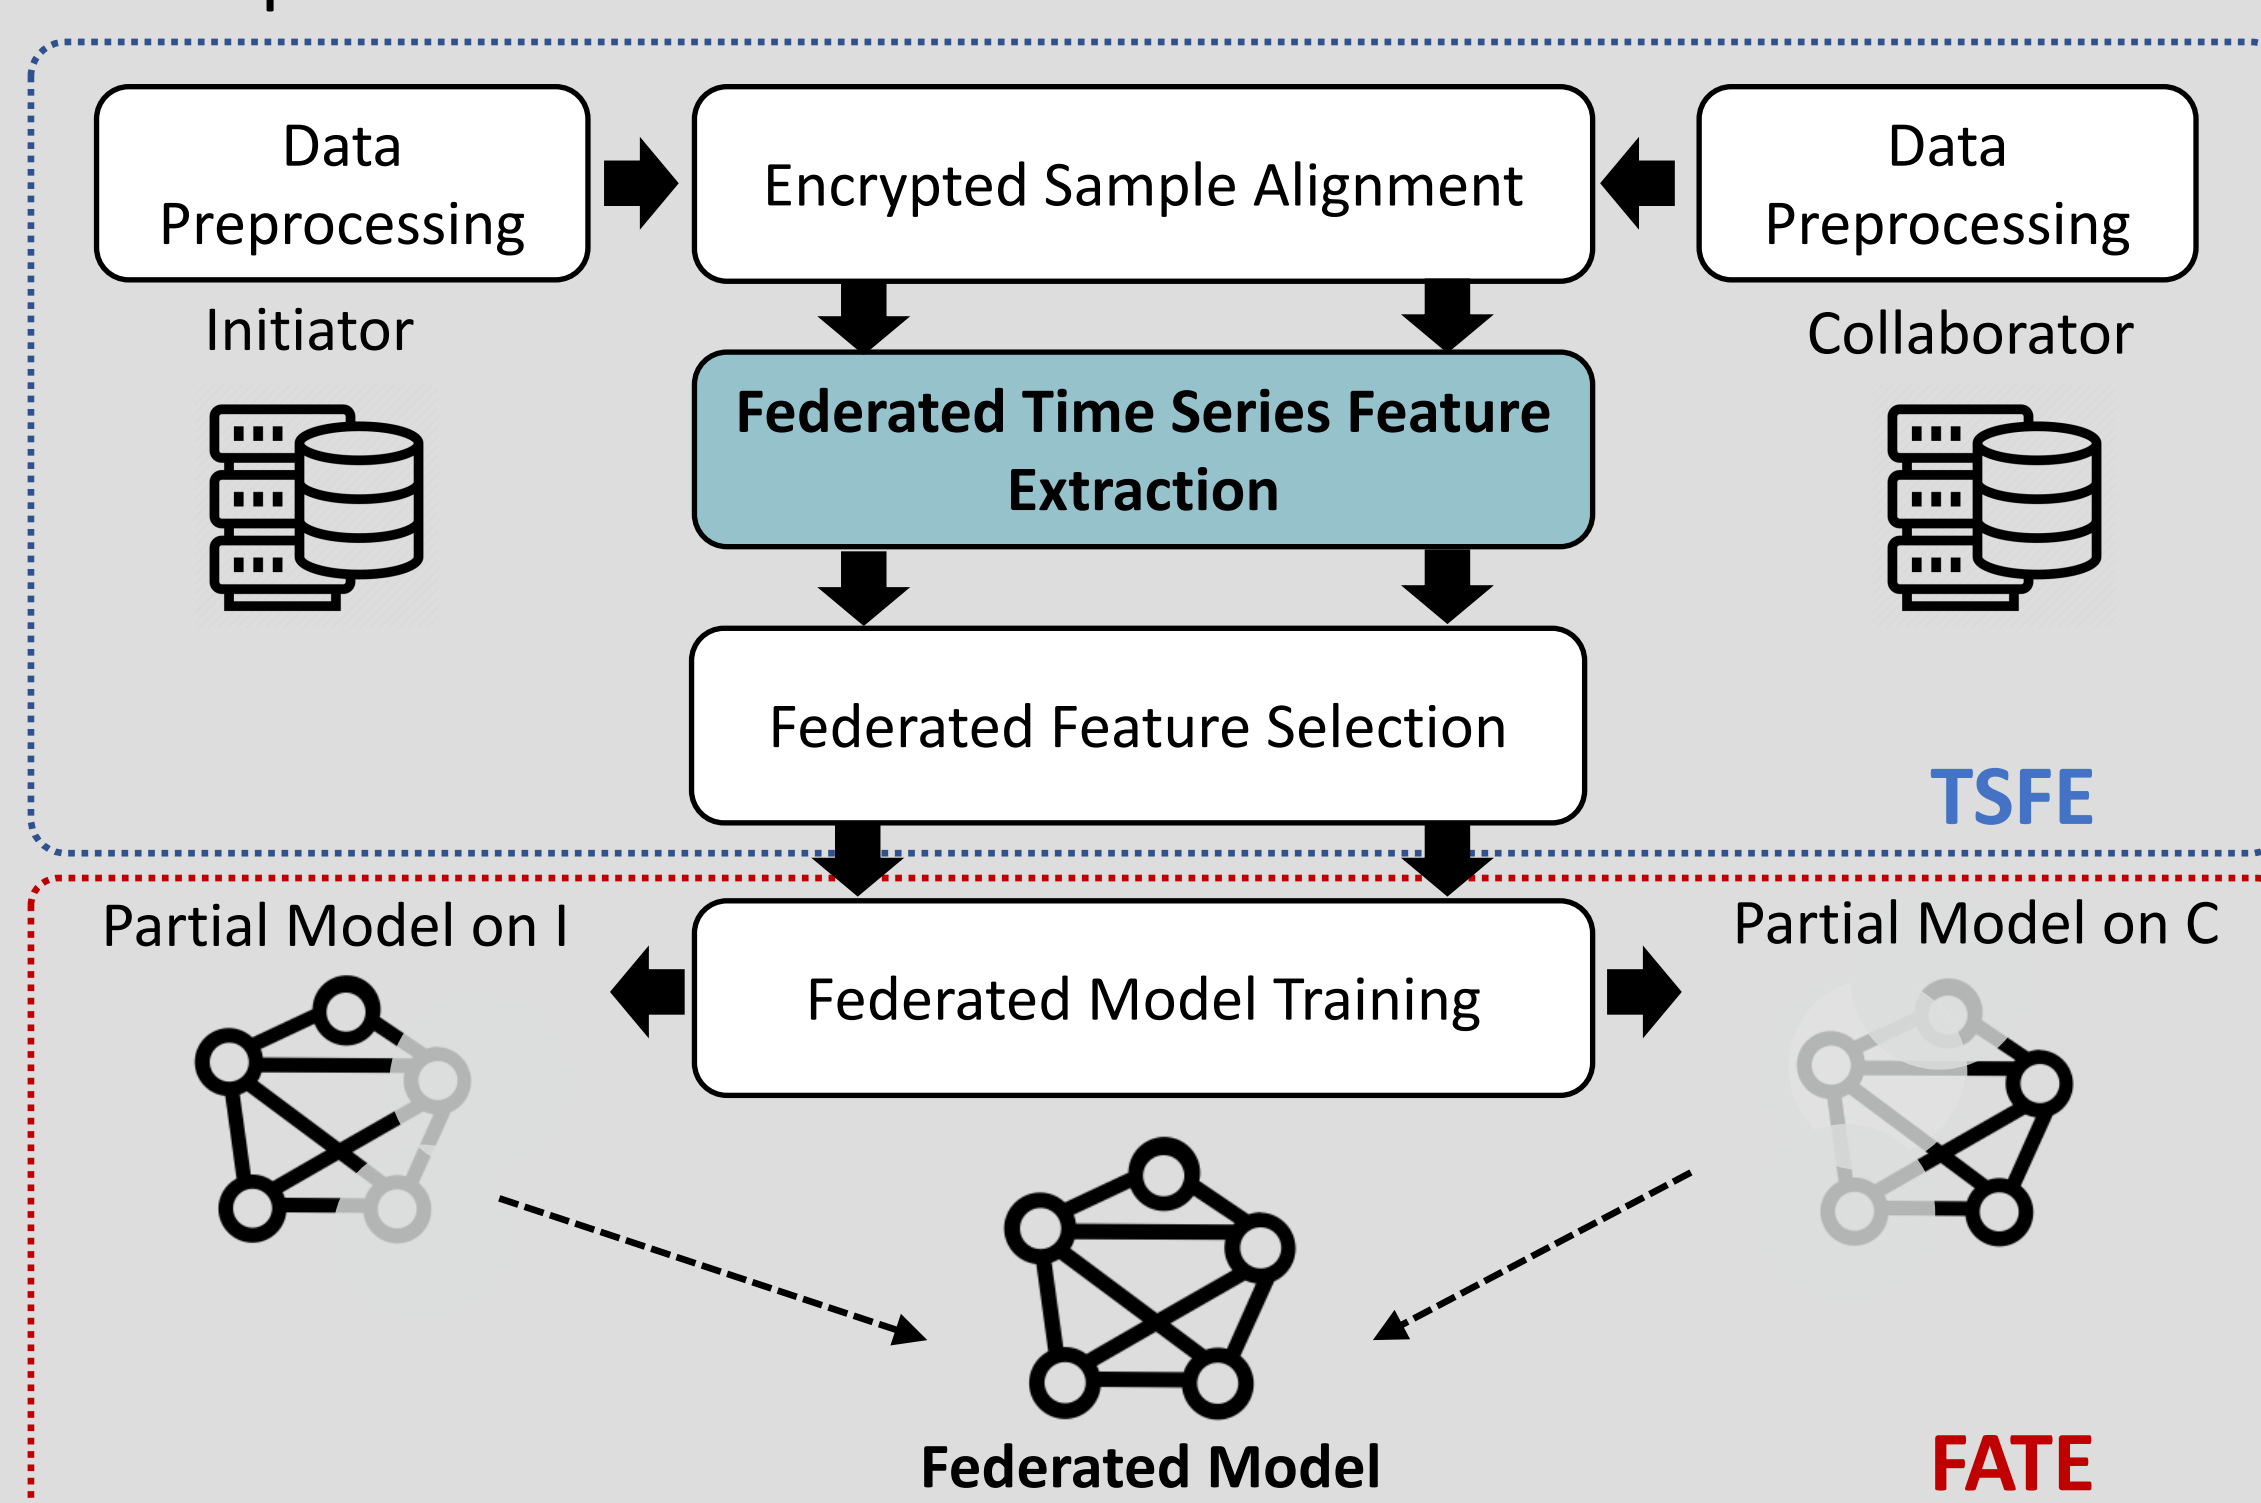 Data
Preprocessing
Encrypted Sample Alignment
Data
Preprocessing
Initiator
Collaborator
Federated Time Series Feature
Extraction
Federated Feature Selection
TSFE
Partial Model on I
Partial Model on C
Federated Model Training
Federated Model
FATE